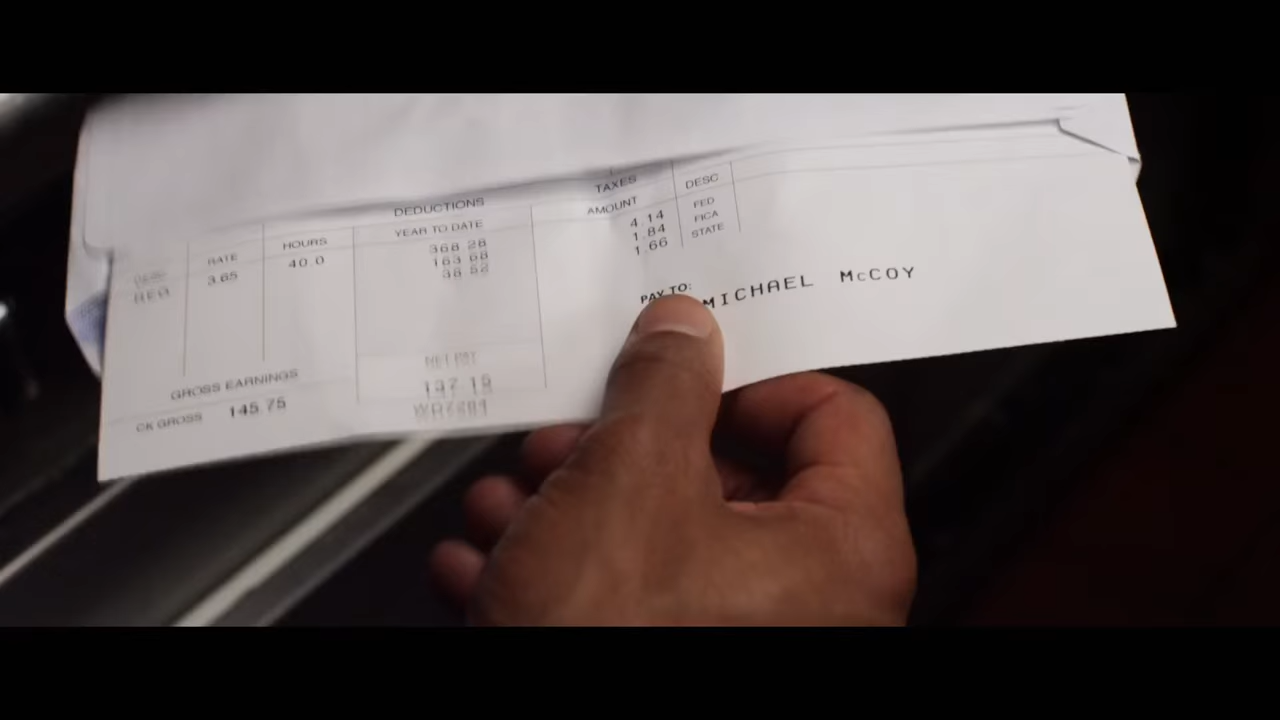 DEDUCTIONS
TAXES
DESC
RATE
HOURS
YEAR TO DATE
AMOUNT
REG
3.65
40.0
368 28
4 14
FED
163 68
1.84
FICA
38 52
1.66
STATE
PAY TO:
MICHAEL McCOY
NET PAY
GROSS EARNINGS
137.15
CK GROSS 145.75